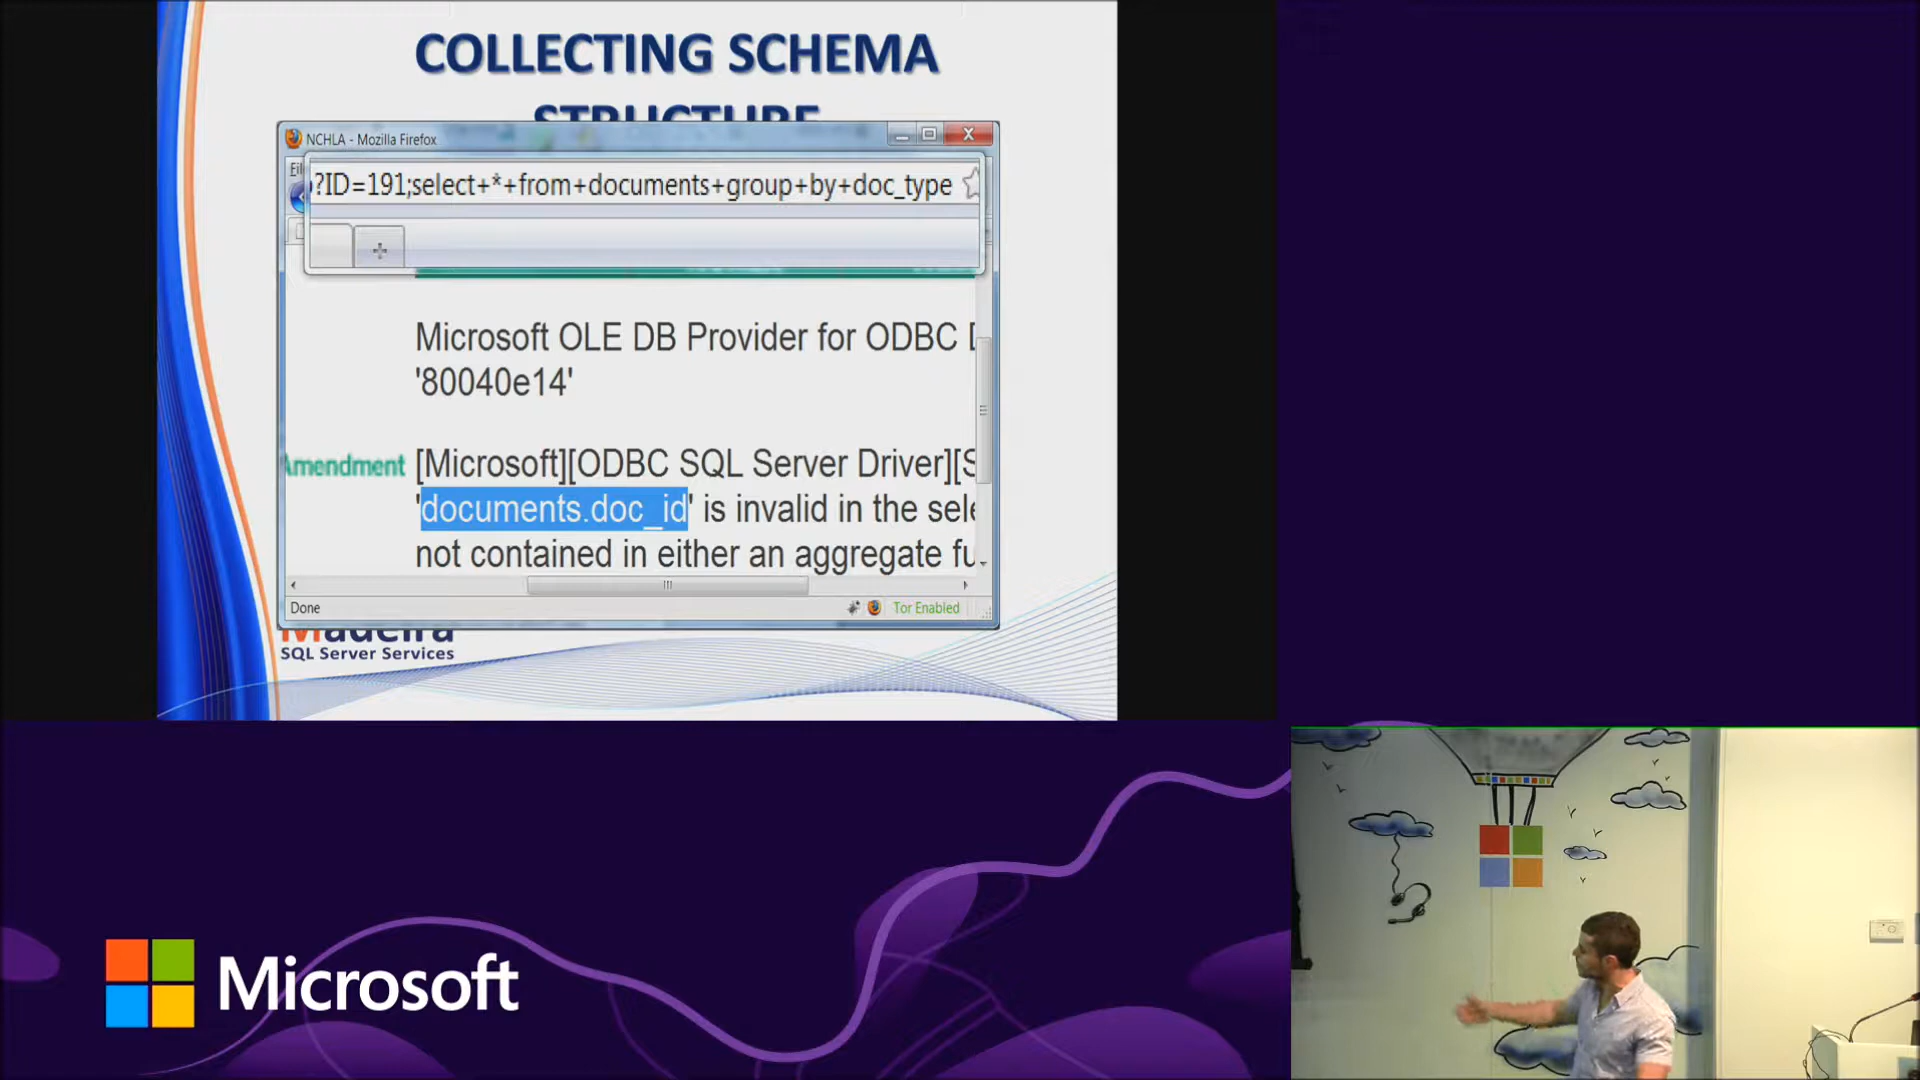 COLLECTING SCHEMA
STRUCTURE
NCHLA - Mozilla Firefox
?ID=191;select+*+from+documents+group+by+doc_type
Microsoft OLE DB Provider for ODBC
'80040e14'
Amendment
[Microsoft][ODBC SQL Server Driver][S
'documents.doc_id' is invalid in the sele
not contained in either an aggregate fu
Done
Tor Enabled
Madeira
SQL Server Services
Microsoft